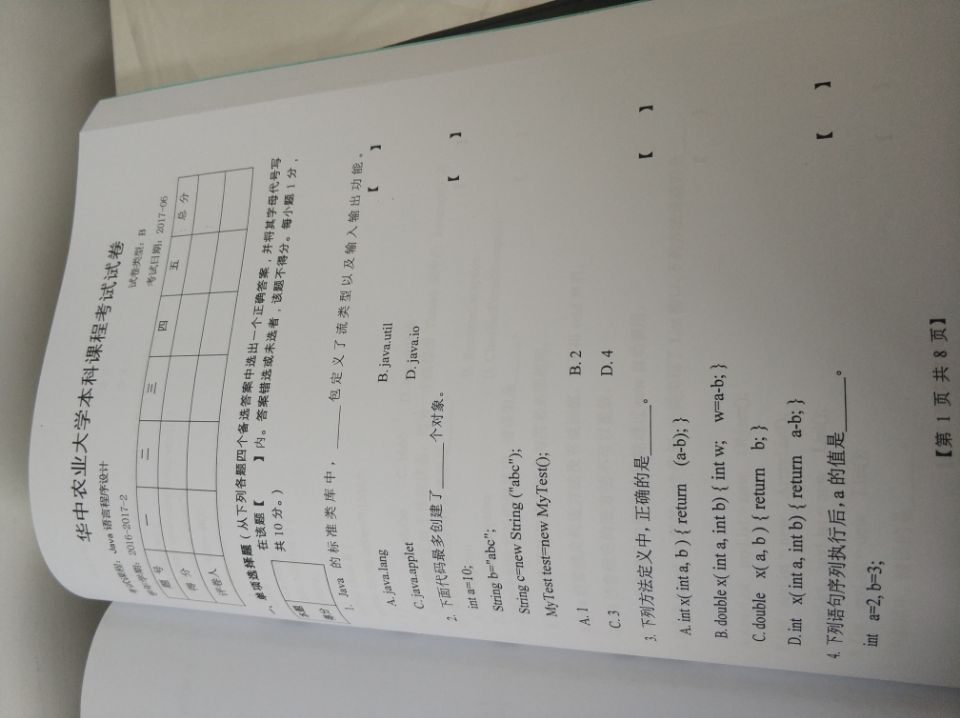 华中农业大学本科课程考试试卷
考试课程：Java 语言程序设计
试卷类型：B
学年学期：2016-2017-2
考试日期：2017-06
题 号 一 二 三 四 五 总 分
得 分
评卷人
一、单项选择题（从下列各题四个备选答案中选出一个正确答案，并将其字母代号写
在该题【 】内。答案错选或未选者，该题不得分。每小题 1 分，
共 10 分。）
本题
得分
1. Java 的标准类库中，______包定义了流类型以及输入输出功能。
【 】
A. java.lang B. java.util
C. java.applet D. java.io
2. 下面代码最多创建了______个对象。 【 】
int a=10;
String b="abc";
String c=new String ("abc");
MyTest test=new MyTest();
A. 1 B. 2
C. 3 D. 4
3. 下列方法定义中，正确的是______。 【 】
A. int x( int a, b ) { return (a-b); }
B. double x( int a, int b) { int w; w=a-b; }
C. double x( a, b ) { return b; }
D. int x( int a, int b) { return a-b; }
4. 下列语句序列执行后，a 的值是______。 【 】
int a=2, b=3;
【第 1 页 共 8 页】